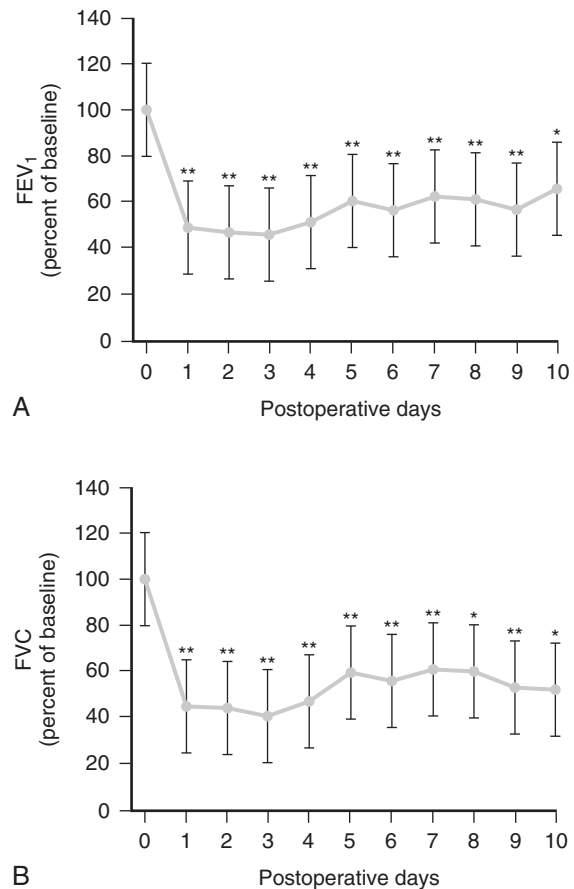 140
120
100
80
60
40
20
0
FEV₁
(percent of baseline)
** ** ** ** ** ** ** ** ** *
0 1 2 3 4 5 6 7 8 9 10
Postoperative days
A
140
120
100
80
60
40
20
0
FVC
(percent of baseline)
** ** ** ** ** ** ** * ** *
0 1 2 3 4 5 6 7 8 9 10
Postoperative days
B